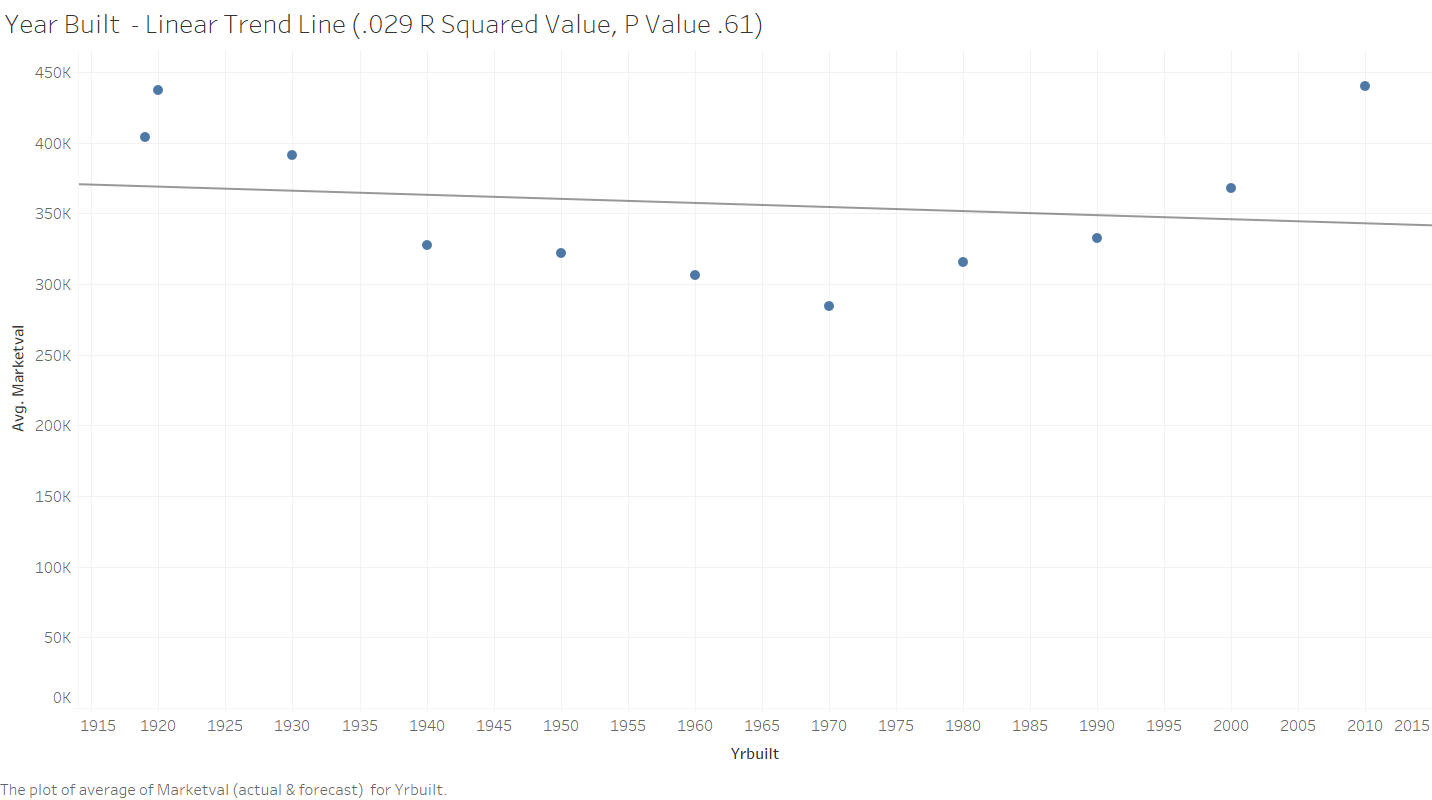 Year Built - Linear Trend Line (.029 R Squared Value, P Value .61)
450K
400K
350K
300K
250K
200K
150K
100K
50K
0K
Avg. Marketval
1915 1920 1925 1930 1935 1940 1945 1950 1955 1960 1965 1970 1975 1980 1985 1990 1995 2000 2005 2010 2015
Yrbuilt
The plot of average of Marketval (actual & forecast) for Yrbuilt.